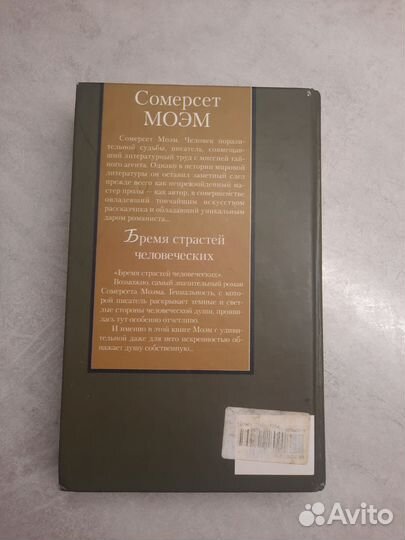 Сомерсет
МОЭМ
Сомерсет Моэм. Человек порази-
тельной судьбы, писатель, совмещав-
ший литературный труд с миссией тай-
ного агента. Однако в истории мировой
литературы он оставил заметный след
прежде всего как непревзойденный ма-
стер прозы — как автор, в совершенстве
овладевший тончайшим искусством
рассказчика и обладавший уникальным
даром романиста...
Бремя страстей
человеческих
«Бремя страстей человеческих».
Возможно, самый значительный роман
Сомерсета Моэма. Гениальность, с кото-
рой писатель раскрывает темные и свет-
лые стороны человеческой души, прояви-
лась тут особенно отчетливо.
И именно в этой книге Моэм с удиви-
тельной даже для него искренностью об-
нажает душу собственную...
Avito